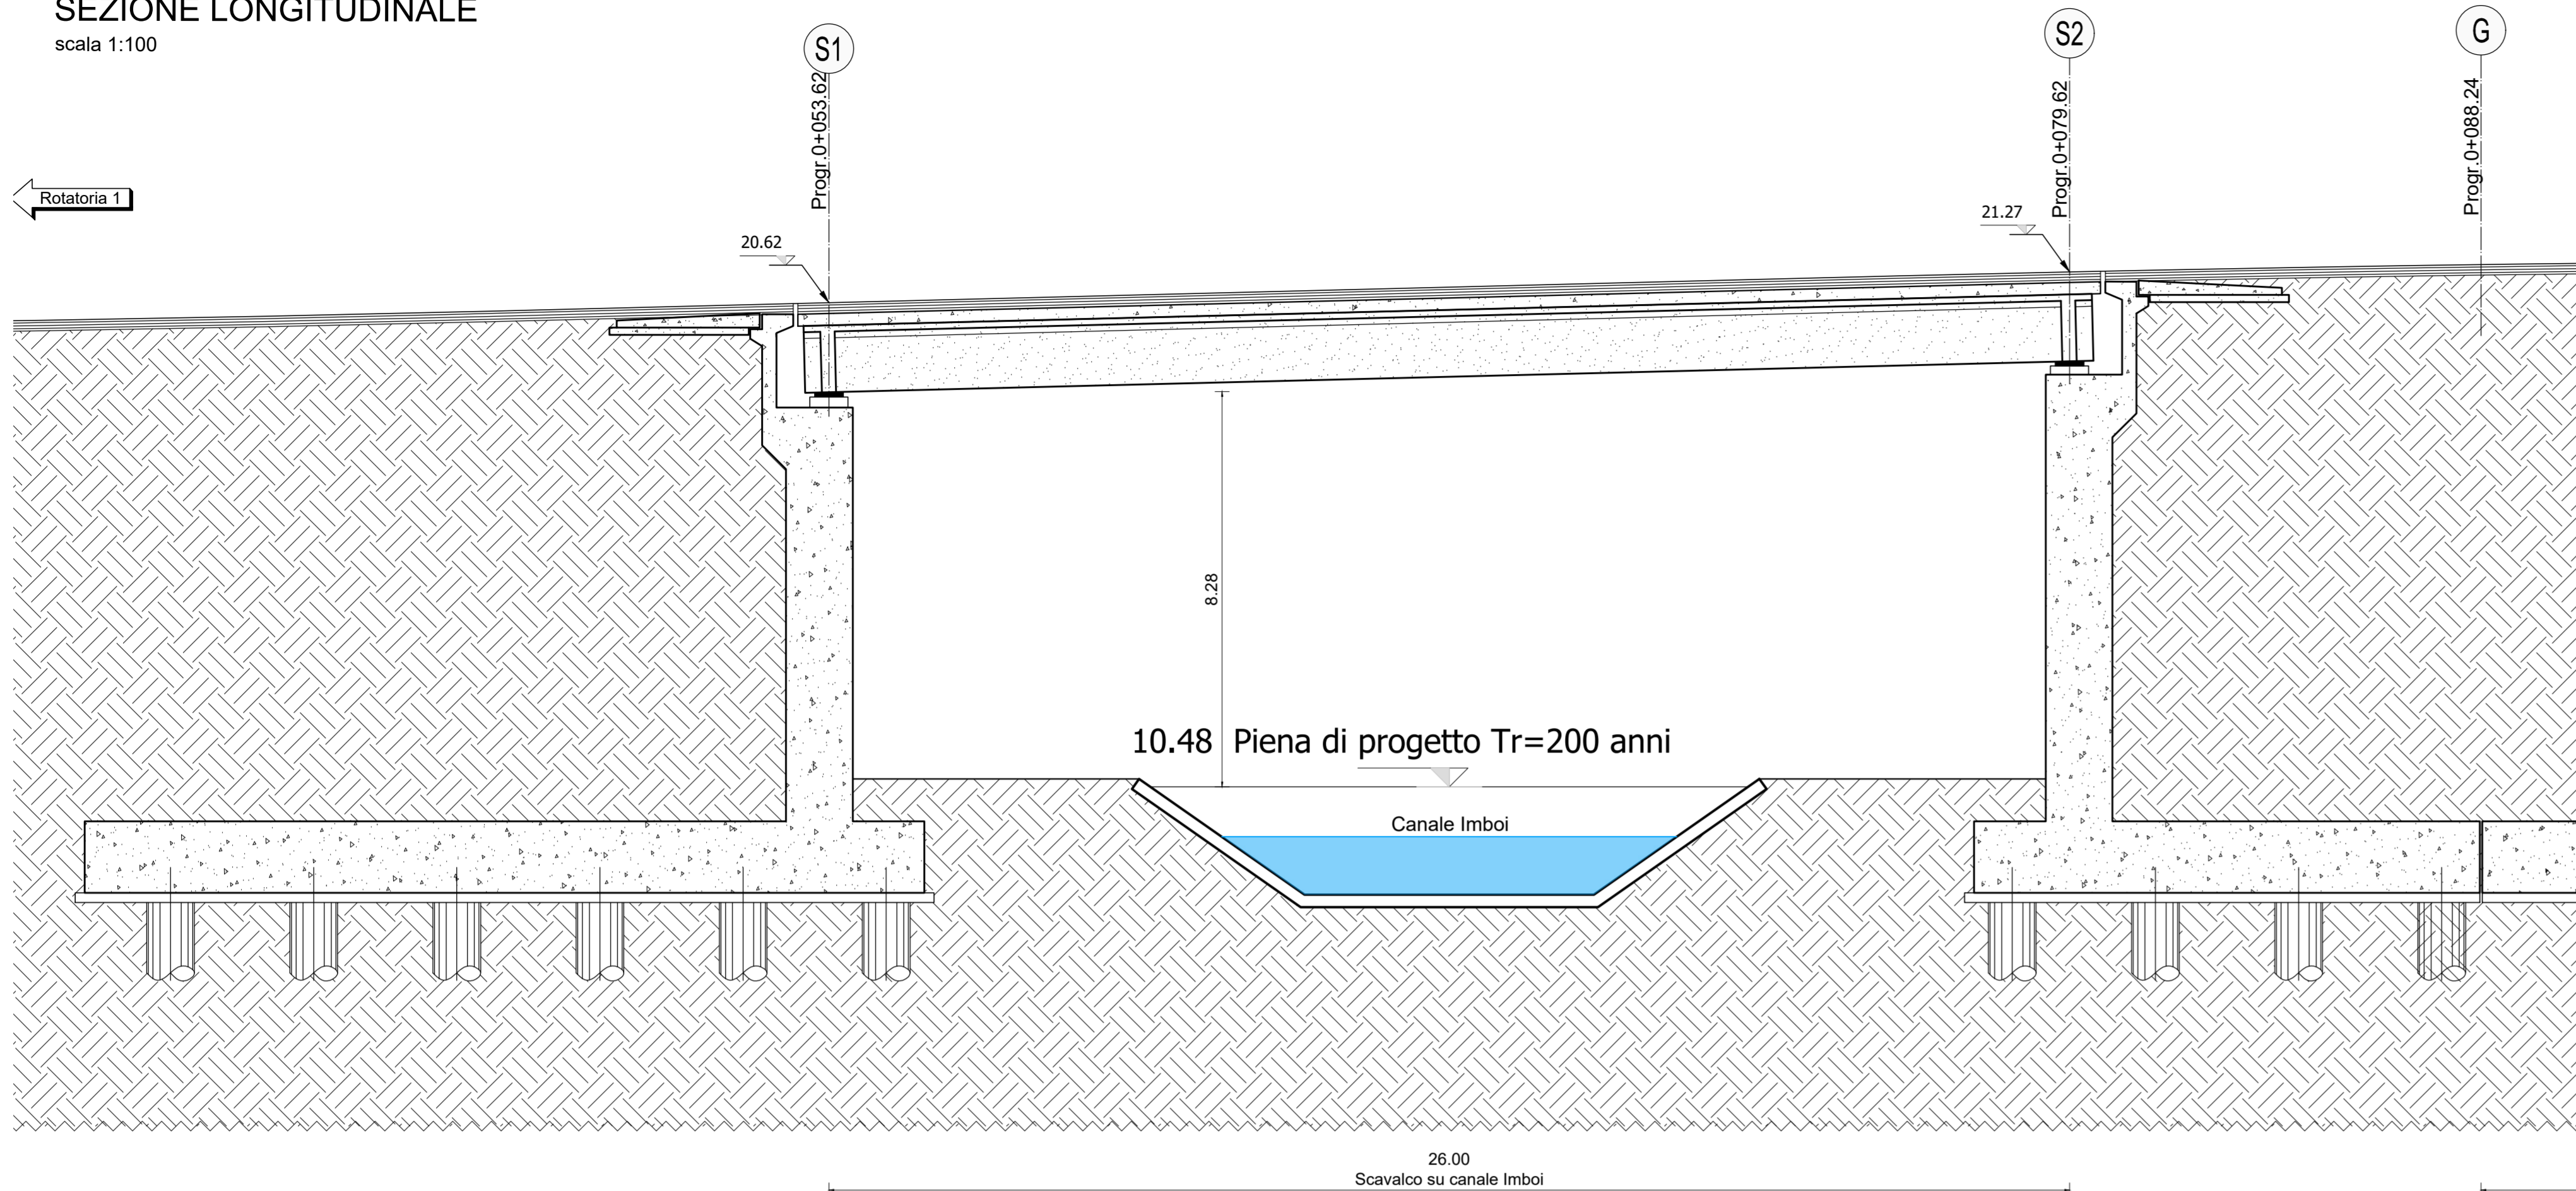 SEZIONE LONGITUDINALE
scala 1:100
S1
S2
G
Progr.0+053.62
Progr.0+079.62
Progr.0+088.24
Rotatoria 1
20.62
21.27
8.28
10.48 Piena di progetto Tr=200 anni
Canale Imboi
26.00
Scavalco su canale Imboi